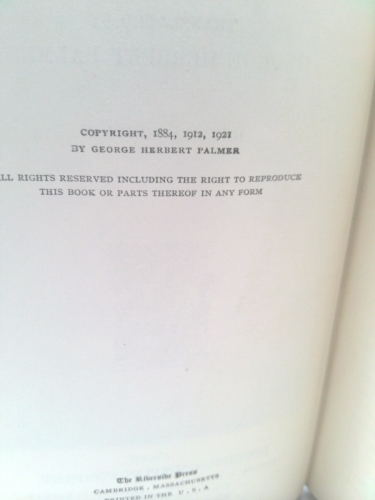 COPYRIGHT, 1884, 1912, 1921
BY GEORGE HERBERT PALMER
LL RIGHTS RESERVED INCLUDING THE RIGHT TO REPRODUCE
THIS BOOK OR PARTS THEREOF IN ANY FORM
The Riverside Press
CAMBRIDGE . MASSACHUSETTS
PRINTED IN THE U.S.A